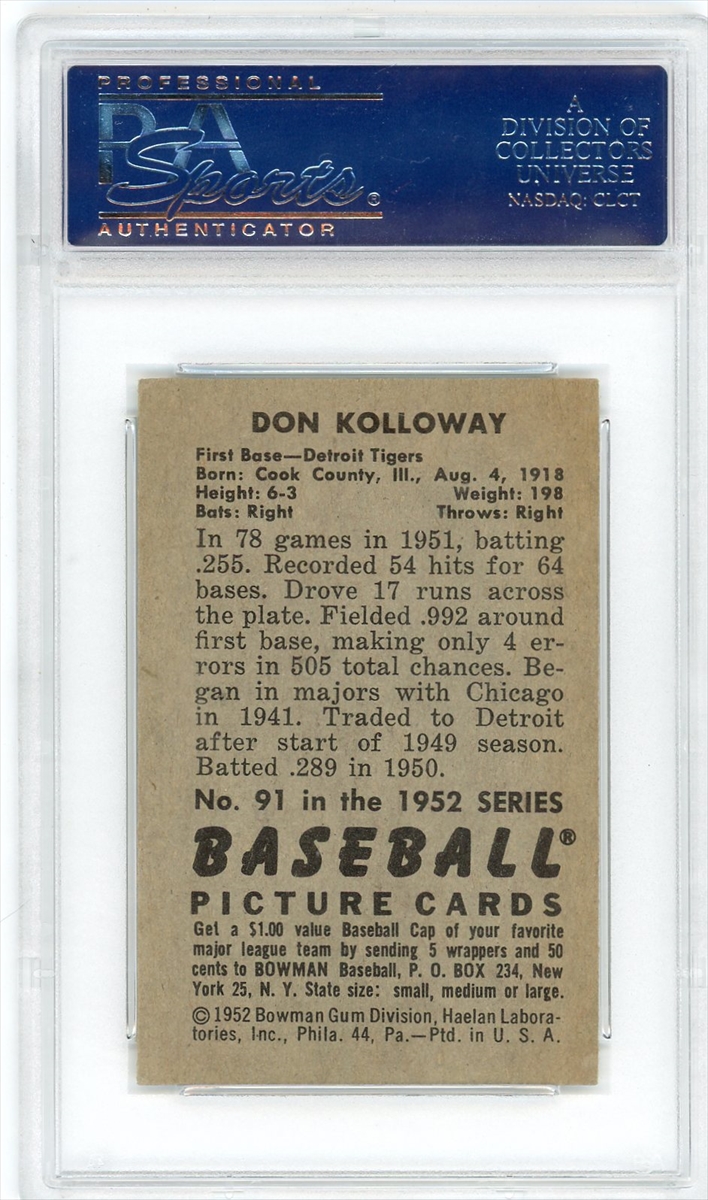 PROFESSIONAL
PSA
Sports®
AUTHENTICATOR
A
DIVISION OF
COLLECTORS
UNIVERSE
NASDAQ: CLCT
DON KOLLOWAY
First Base—Detroit Tigers
Born: Cook County, Ill., Aug. 4, 1918
Height: 6-3 Weight: 198
Bats: Right Throws: Right
In 78 games in 1951, batting
.255. Recorded 54 hits for 64
bases. Drove 17 runs across
the plate. Fielded .992 around
first base, making only 4 er-
rors in 505 total chances. Be-
gan in majors with Chicago
in 1941. Traded to Detroit
after start of 1949 season.
Batted .289 in 1950.
No. 91 in the 1952 SERIES
BASEBALL®
PICTURE CARDS
Get a $1.00 value Baseball Cap of your favorite
major league team by sending 5 wrappers and 50
cents to BOWMAN Baseball, P. O. BOX 234, New
York 25, N. Y. State size: small, medium or large.
©1952 Bowman Gum Division, Haelan Labora-
tories, Inc., Phila. 44, Pa.—Ptd. in U. S. A.